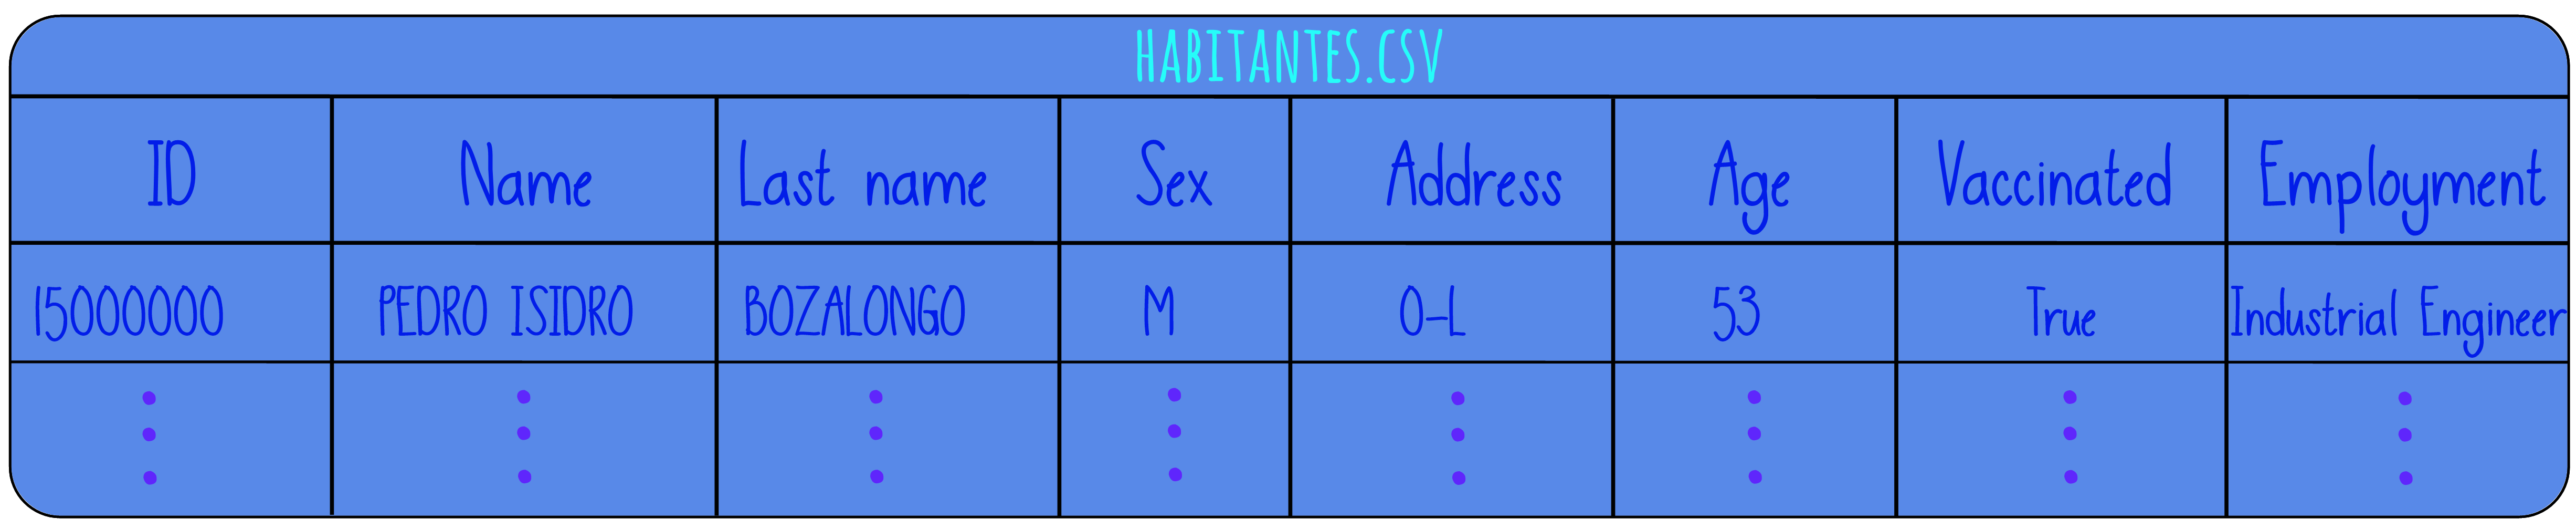 HABITANTES.CSV
ID Name Last name Sex Address Age Vaccinated Employment
15000000 PEDRO ISIDRO BOZALONGO M O-L 53 True Industrial Engineer